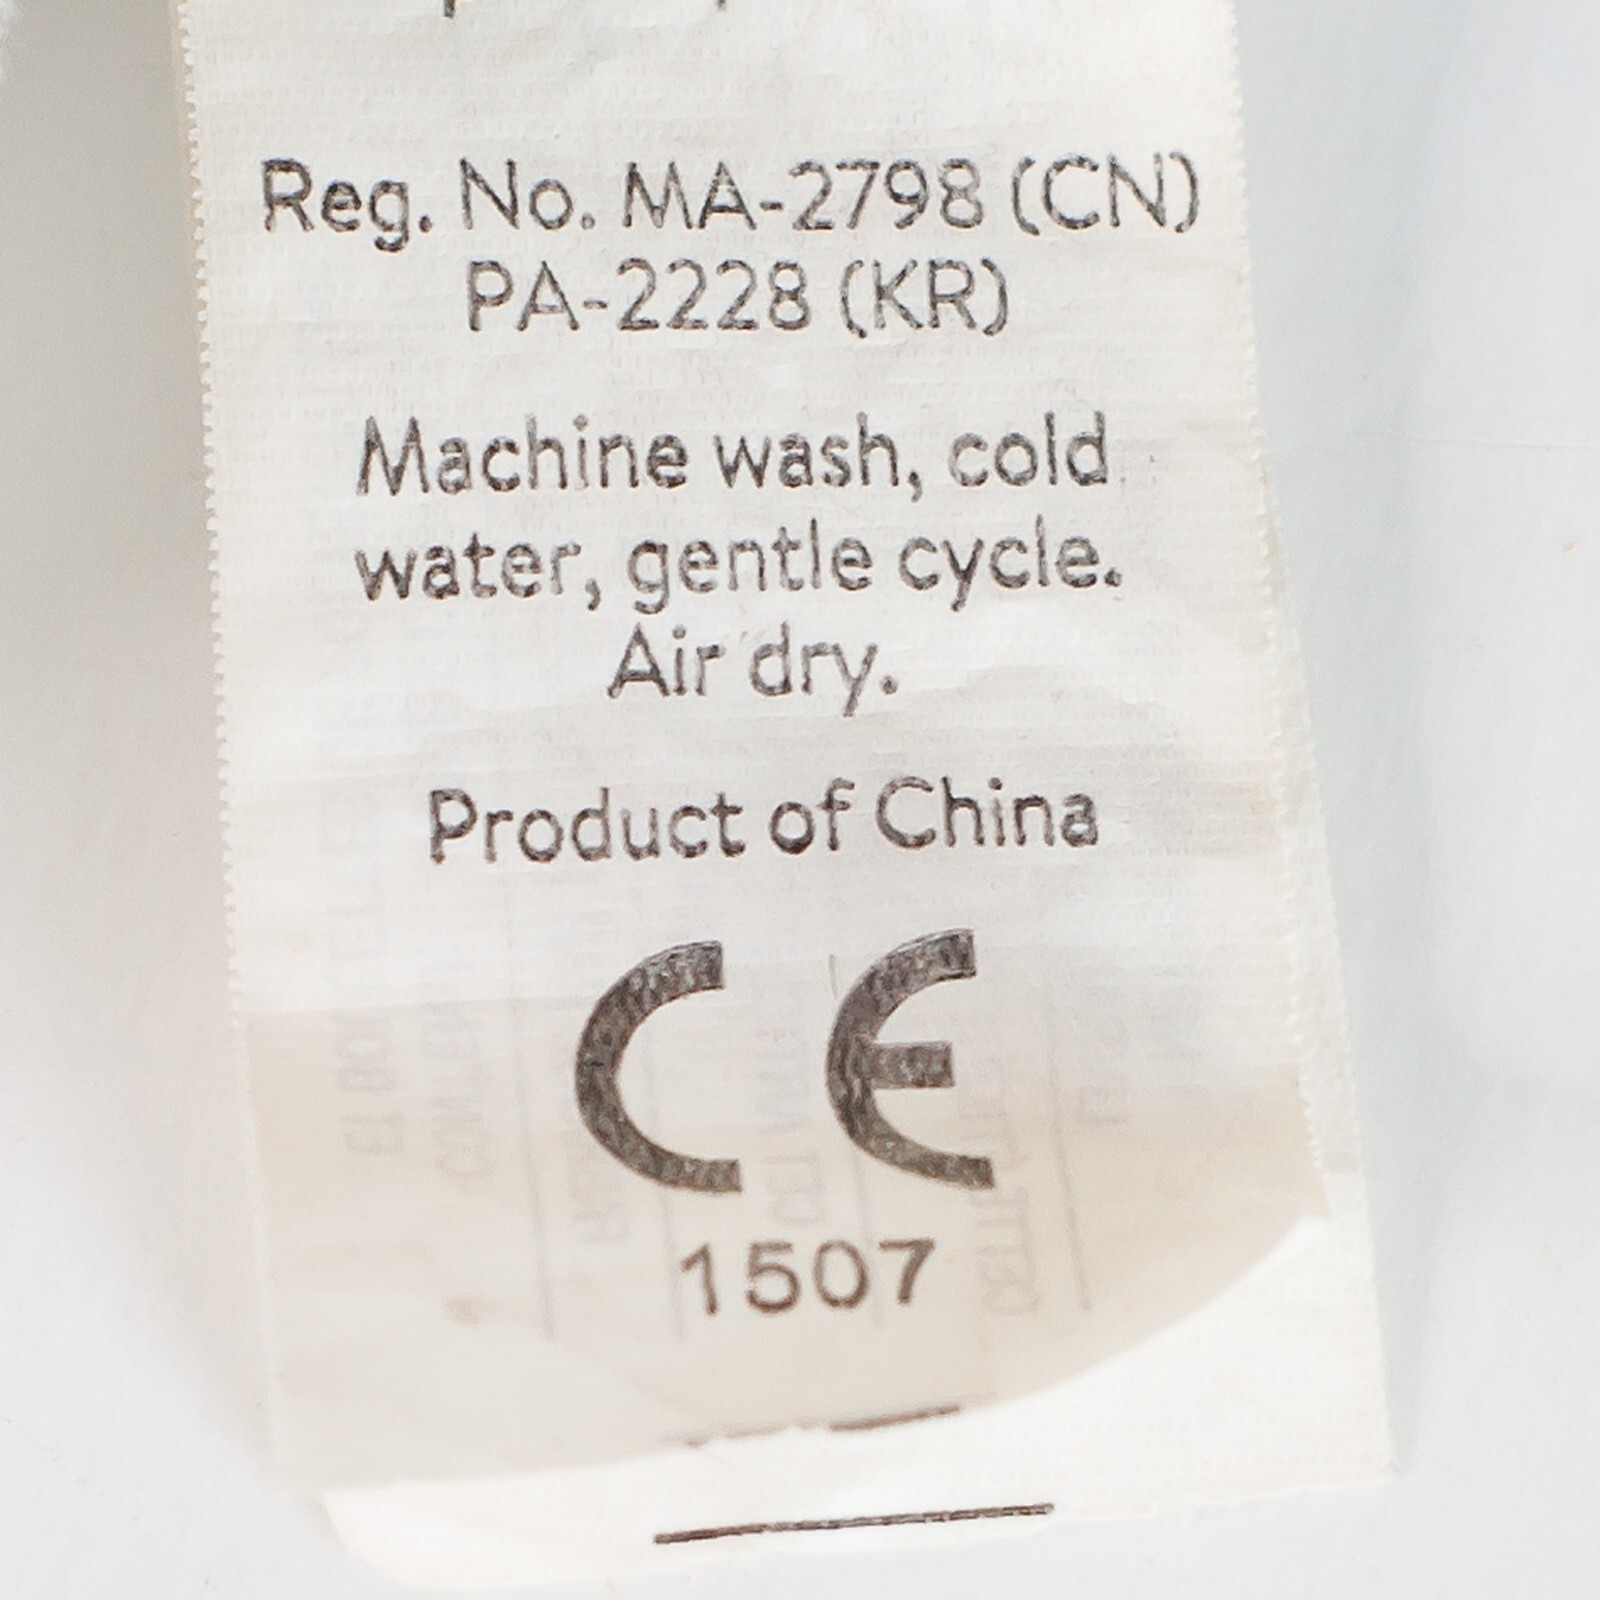 Reg. No. MA-2798 (CN)
PA-2228 (KR)
Machine wash, cold
water, gentle cycle.
Air dry.
Product of China
CE
1507